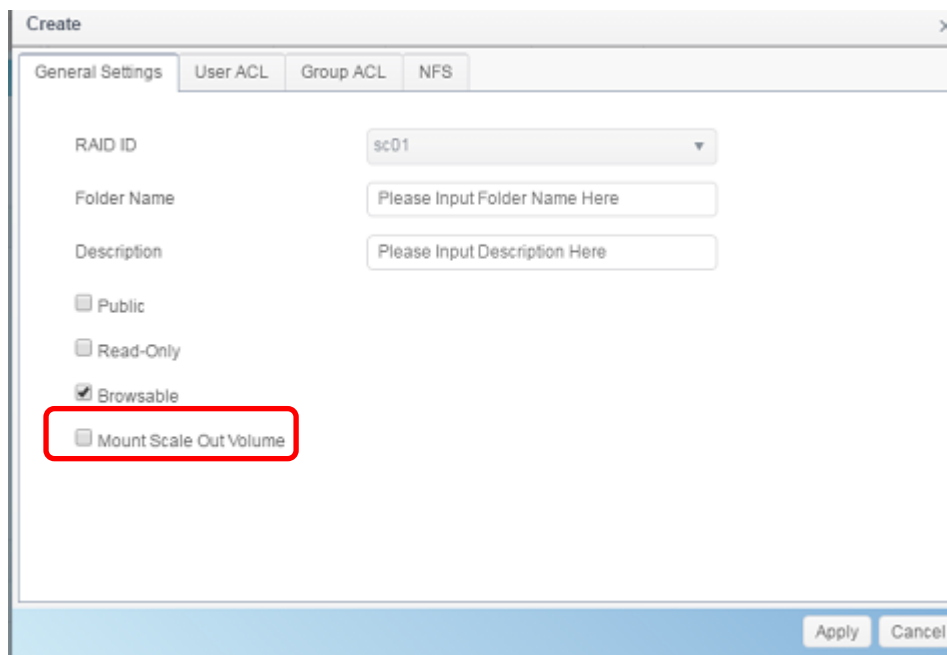 Create
General Settings User ACL Group ACL NFS
RAID ID sc01
Folder Name Please Input Folder Name Here
Description Please Input Description Here
Public
Read-Only
Browsable
Mount Scale Out Volume
Apply Cancel